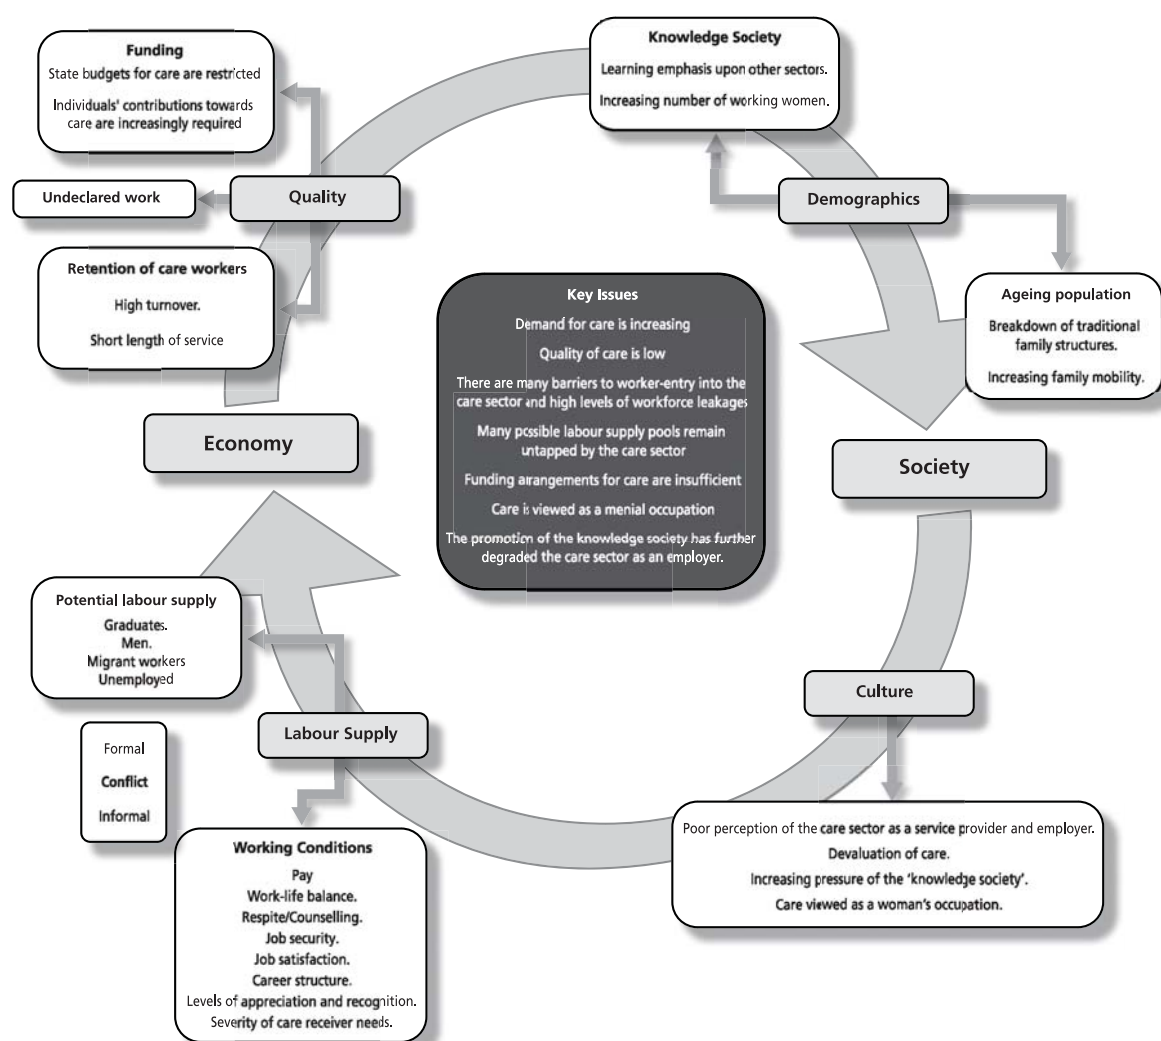 Funding
State budgets for care are restricted
Individuals' contributions towards
care are increasingly required
Knowledge Society
Learning emphasis upon other sectors.
Increasing number of working women.
Undeclared work
Quality
Demographics
Retention of care workers
High turnover.
Short length of service
Key Issues
Demand for care is increasing
Quality of care is low
There are many barriers to worker-entry into the
care sector and high levels of workforce leakages
Many possible labour supply pools remain
untapped by the care sector
Funding arrangements for care are insufficient
Care is viewed as a menial occupation
The promotion of the knowledge society has further
degraded the care sector as an employer.
Ageing population
Breakdown of traditional
family structures.
Increasing family mobility.
Economy
Society
Potential labour supply
Graduates.
Men.
Migrant workers
Unemployed
Culture
Labour Supply
Formal
Conflict
Informal
Poor perception of the care sector as a service provider and employer.
Devaluation of care.
Increasing pressure of the 'knowledge society'.
Care viewed as a woman's occupation.
Working Conditions
Pay
Work-life balance.
Respite/Counselling.
Job security.
Job satisfaction.
Career structure.
Levels of appreciation and recognition.
Severity of care receiver needs.